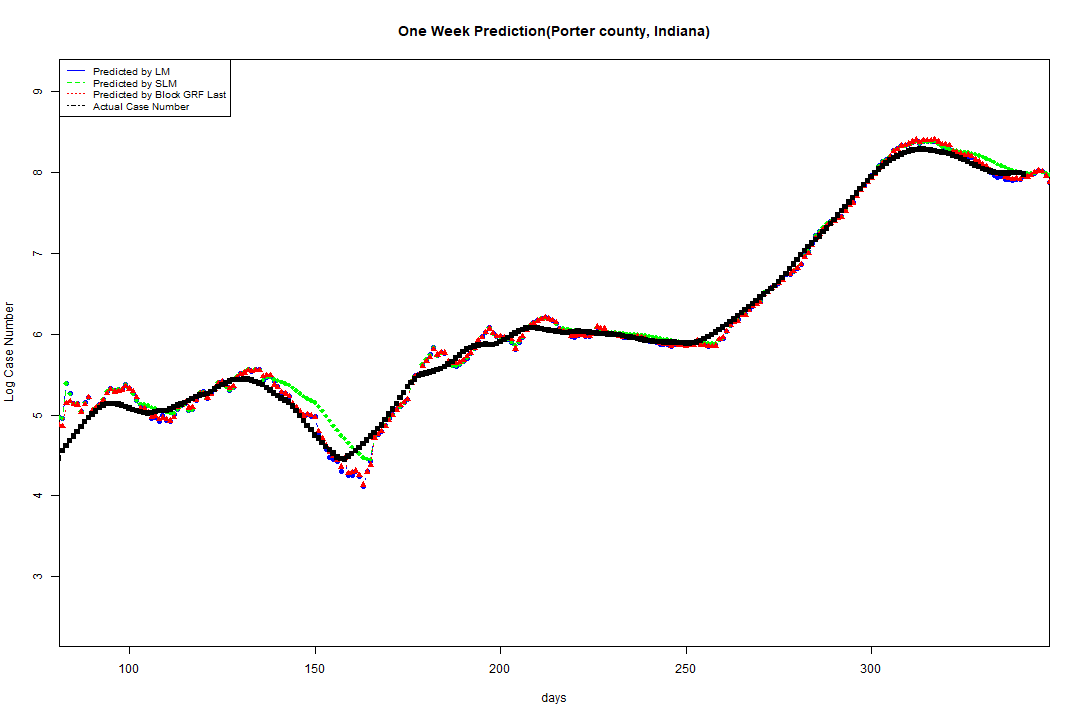 One Week Prediction(Porter county, Indiana)
Predicted by LM
Predicted by SLM
Predicted by Block GRF Last
Actual Case Number
9
8
7
6
5
4
3
Log Case Number
100 150 200 250 300
days